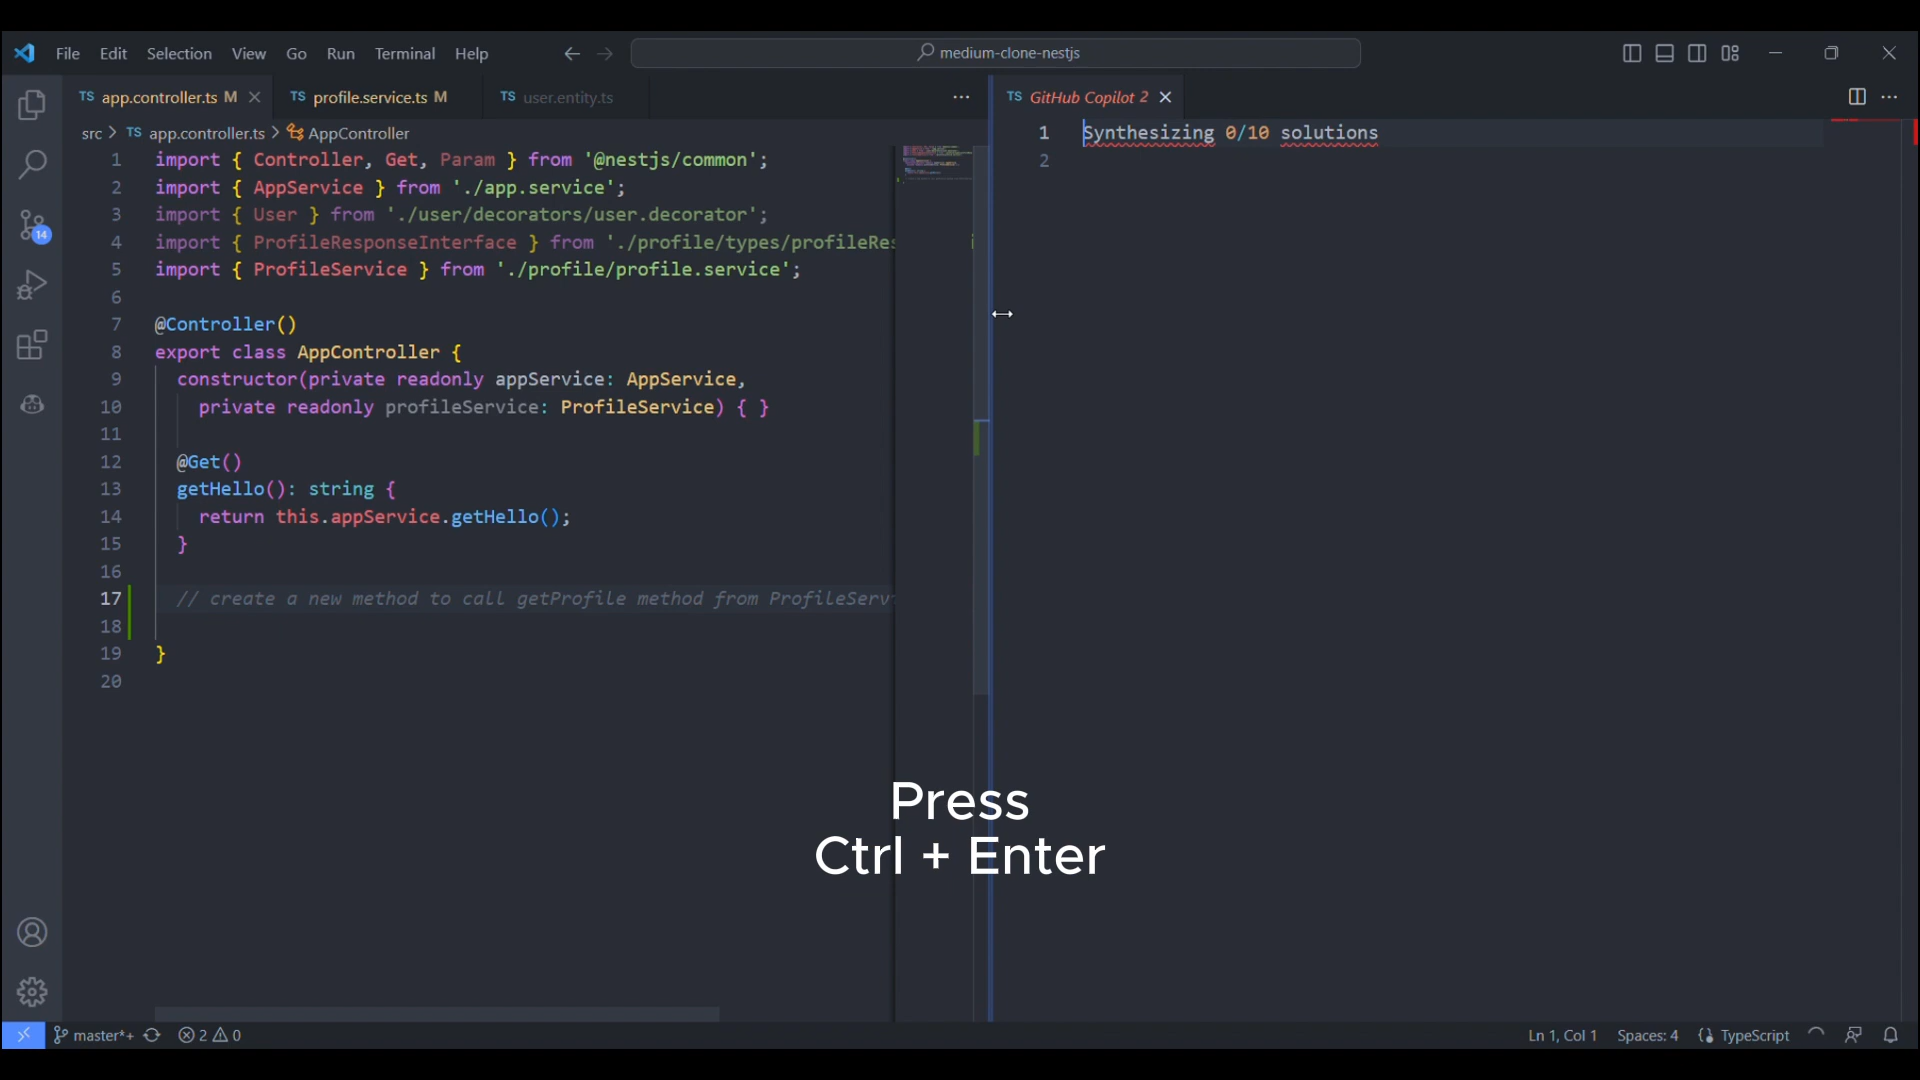 File Edit Selection View Go Run Terminal Help
medium-clone-nestjs
TS app.controller.ts M
TS profile.service.ts M
TS user.entity.ts
TS GitHub Copilot 2
src > TS app.controller.ts > AppController
1 import { Controller, Get, Param } from '@nestjs/common';
2 import { AppService } from './app.service';
3 import { User } from './user/decorators/user.decorator';
4 import { ProfileResponseInterface } from './profile/types/profileRes
5 import { ProfileService } from './profile/profile.service';
6
7 @Controller()
8 export class AppController {
9 constructor(private readonly appService: AppService,
10 private readonly profileService: ProfileService) { }
11
12 @Get()
13 getHello(): string {
14 return this.appService.getHello();
15 }
16
17 // create a new method to call getProfile method from ProfileServ
18
19 }
20
1 Synthesizing 0/10 solutions
2
14
Press
Ctrl + Enter
master*+ 2 0
Ln 1, Col 1 Spaces: 4 TypeScript